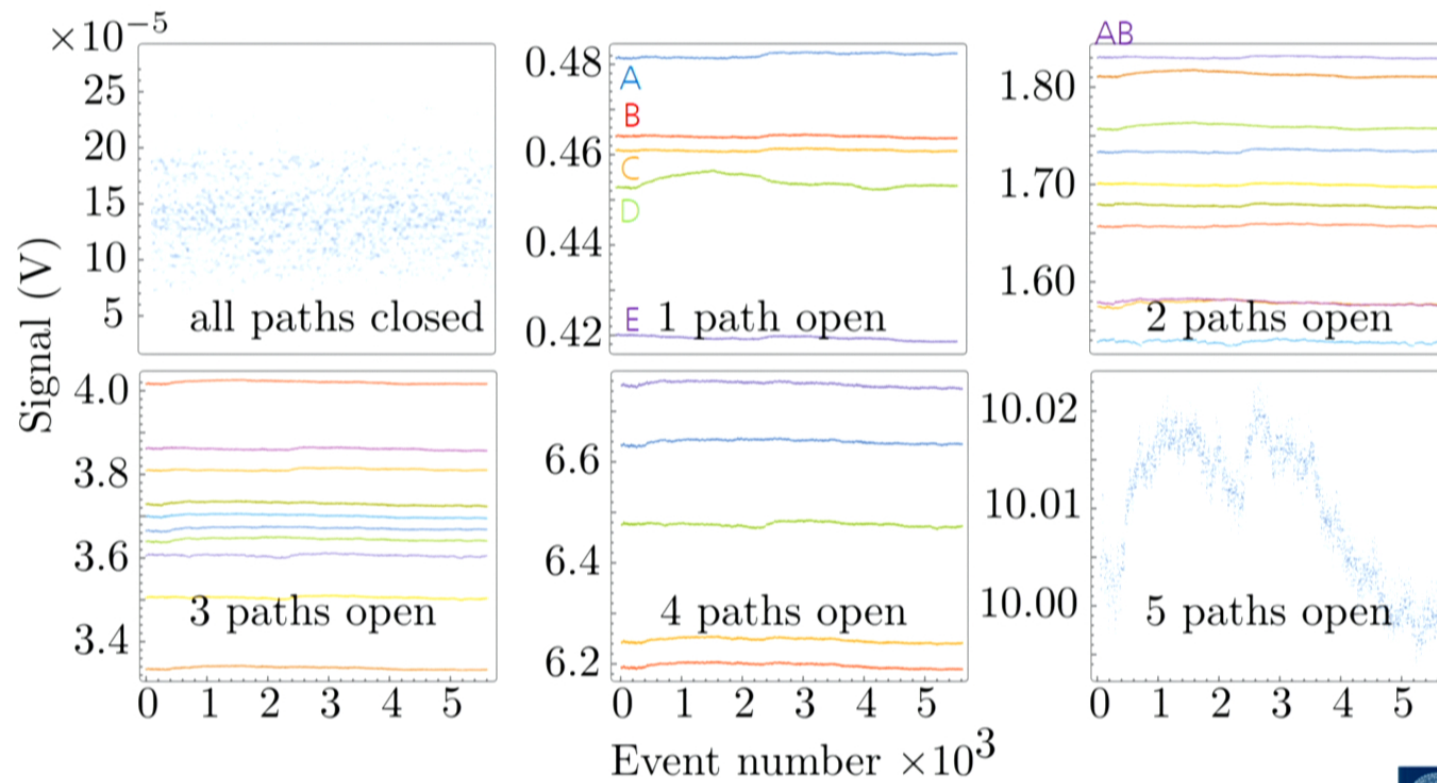 ×10⁻⁵
25
20
15
10
5
all paths closed
0.48
0.46
0.44
0.42
A
B
C
D
E
1 path open
AB
1.80
1.70
1.60
2 paths open
Signal (V)
4.0
3.8
3.6
3.4
3 paths open
0 1 2 3 4 5
6.6
6.4
6.2
4 paths open
0 1 2 3 4 5
10.02
10.01
10.00
5 paths open
0 1 2 3 4 5
Event number ×10³